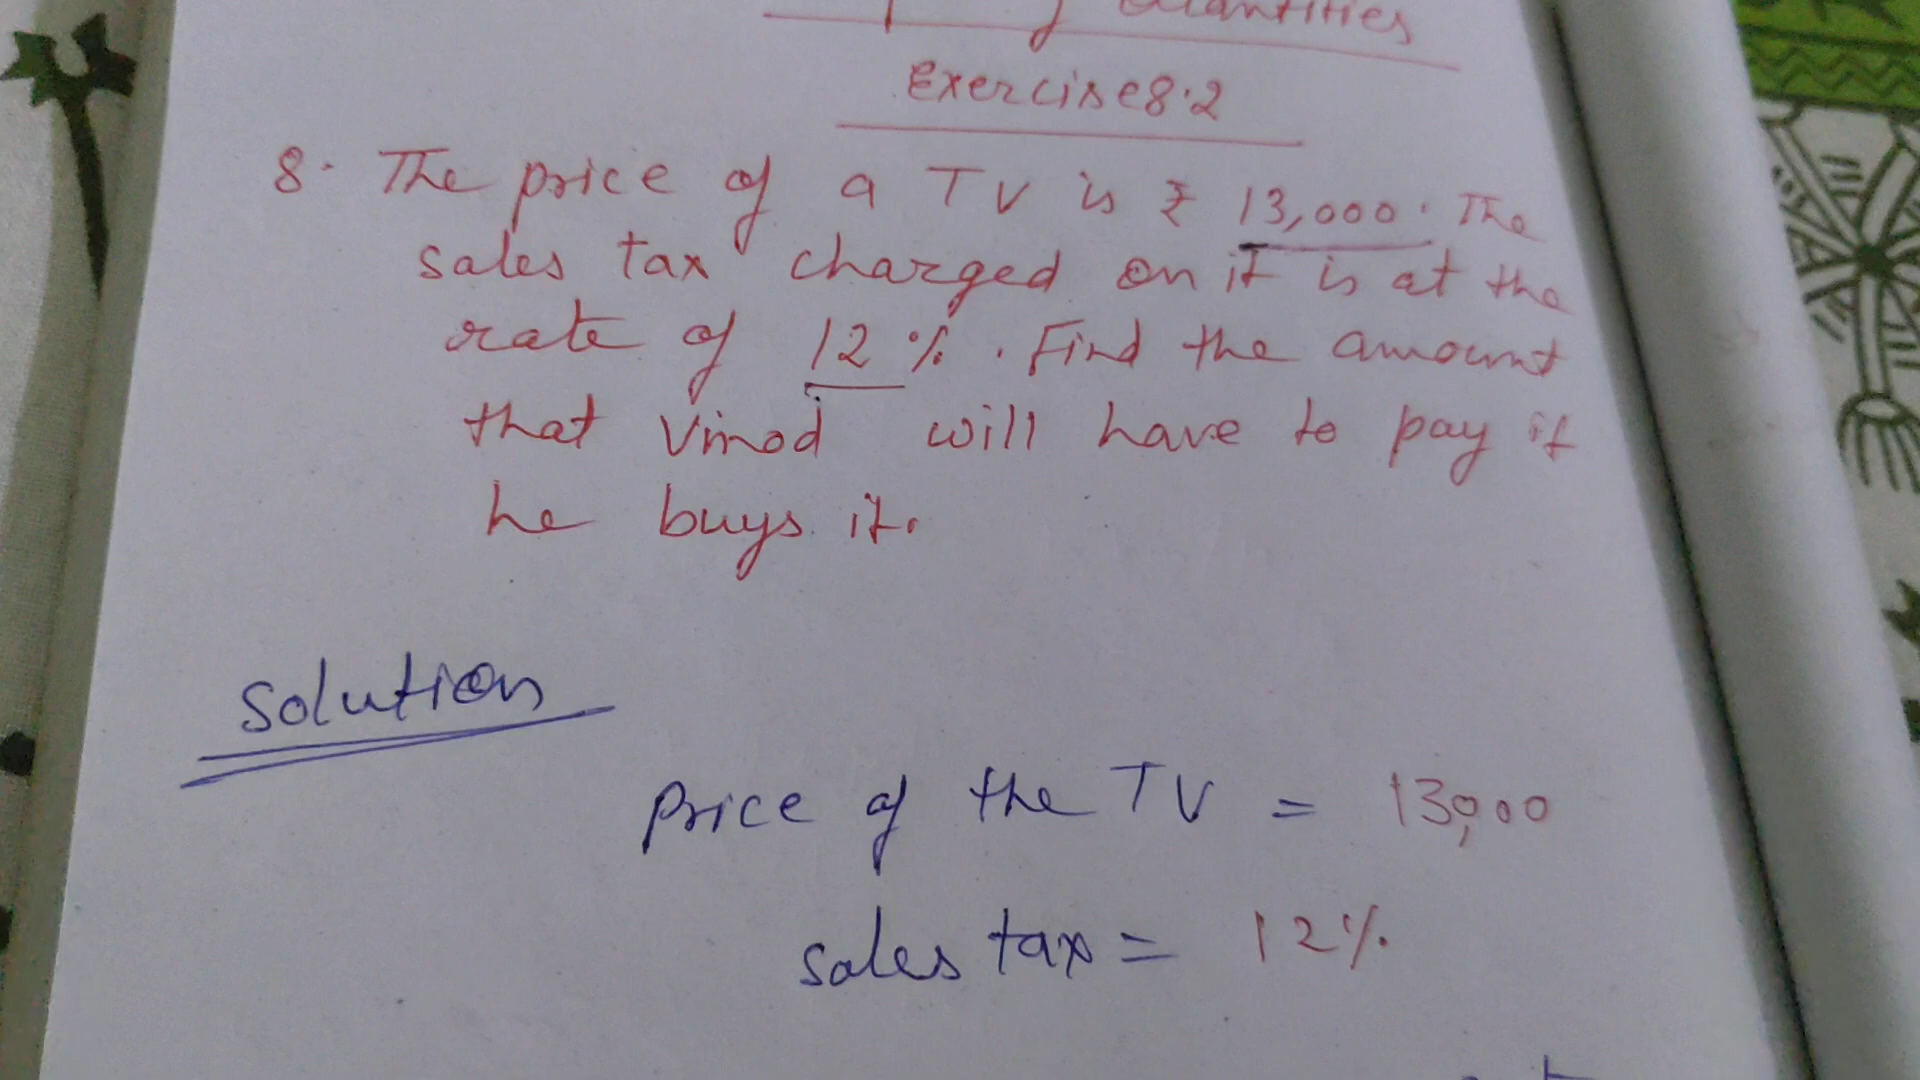 Quantities
Exercise 8.2
8. The price of a TV is ₹ 13,000. The
sales tax charged on it is at the
rate of 12%. Find the amount
that Vinod will have to pay if
he buys it.
Solution
Price of the TV = 13,000
Sales tax = 12%